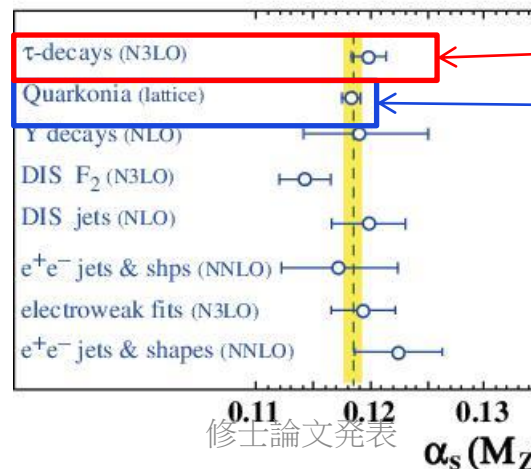 τ-decays (N3LO)
Quarkonia (lattice)
Υ decays (NLO)
DIS F₂ (N3LO)
DIS jets (NLO)
e⁺e⁻ jets & shps (NNLO)
electroweak fits (N3LO)
e⁺e⁻ jets & shapes (NNLO)
0.11 0.12 0.13
修士論文発表
αs(MZ